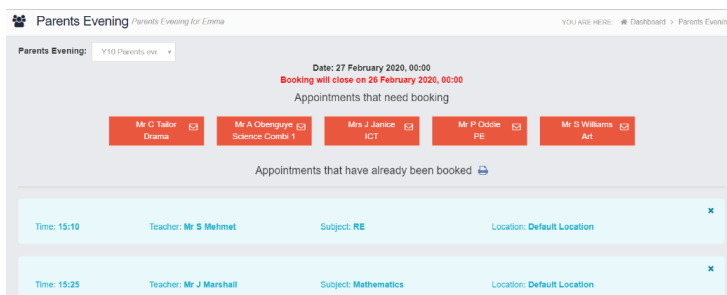 Parents Evening Parents Evening for Emma
YOU ARE HERE: Dashboard > Parents Evenin
Parents Evening: Y10 Parents eve
Date: 27 February 2020, 00:00
Booking will close on 26 February 2020, 00:00
Appointments that need booking
Mr C Tailor
Drama
Mr A Obenguye
Science Combi 1
Mrs J Janice
ICT
Mr P Oddie
PE
Mr S Williams
Art
Appointments that have already been booked
Time: 15:10 Teacher: Mr S Mehmet Subject: RE Location: Default Location
Time: 15:25 Teacher: Mr J Marshall Subject: Mathematics Location: Default Location